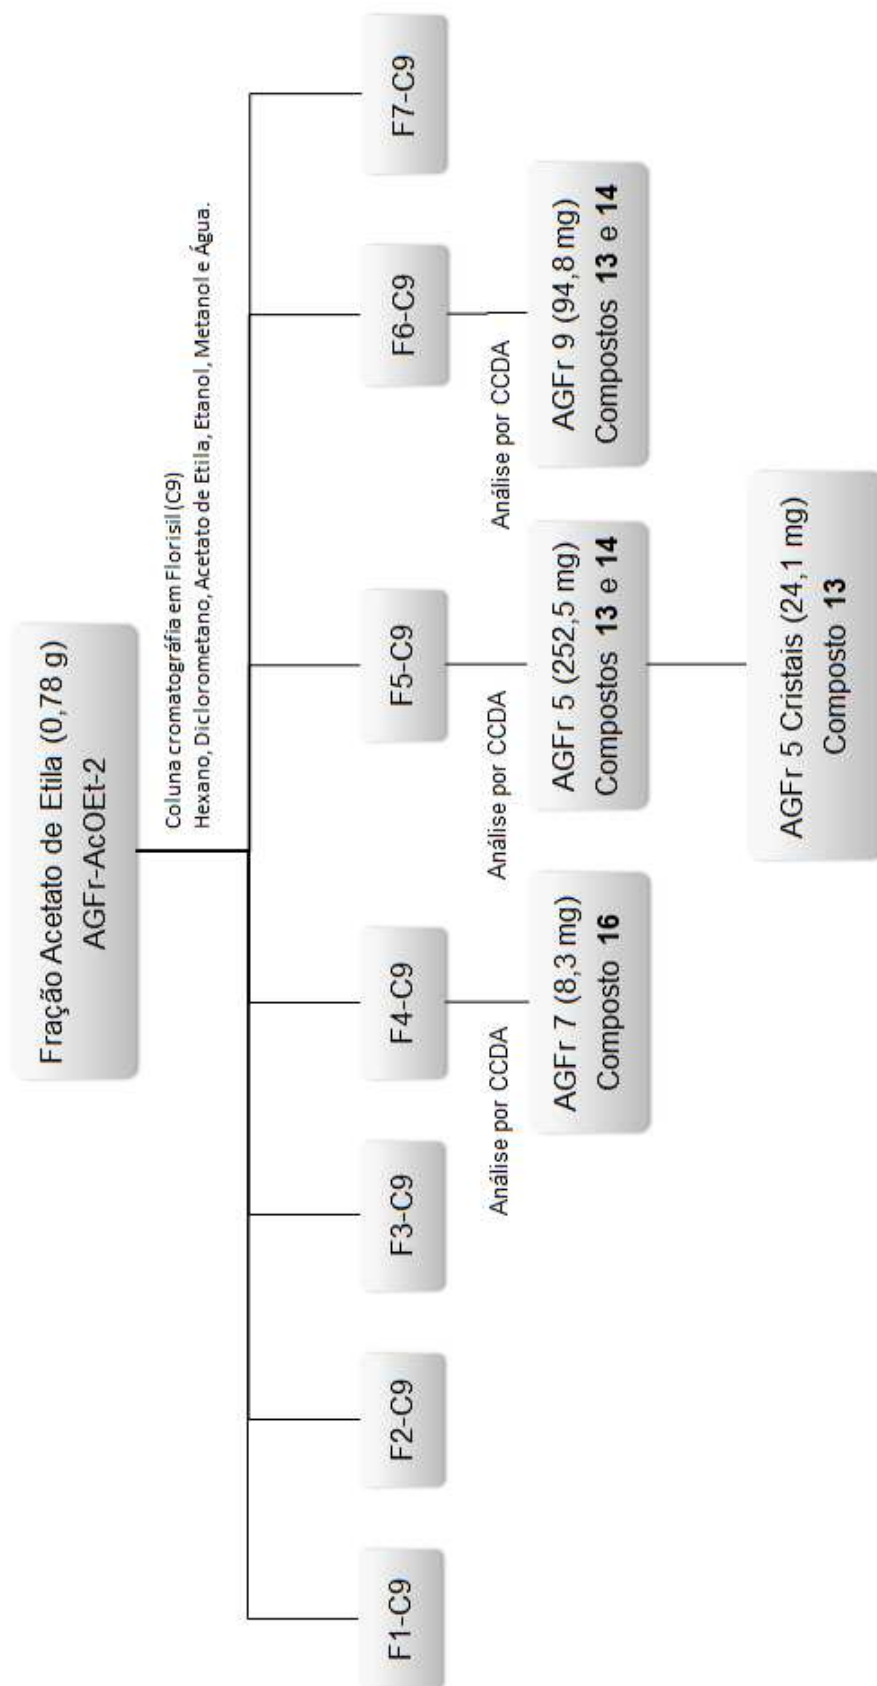 Fração Acetato de Etila (0,78 g)
AGFr-AcOEt-2
Coluna cromatográfia em Florisil (C9)
Hexano, Diclorometano, Acetato de Etila, Etanol, Metanol e Água.
F1-C9
F2-C9
F3-C9
F4-C9
F5-C9
F6-C9
F7-C9
Análise por CCDA
Análise por CCDA
Análise por CCDA
AGFr 7 (8,3 mg)
Composto 16
AGFr 5 (252,5 mg)
Compostos 13 e 14
AGFr 9 (94,8 mg)
Compostos 13 e 14
AGFr 5 Cristais (24,1 mg)
Composto 13